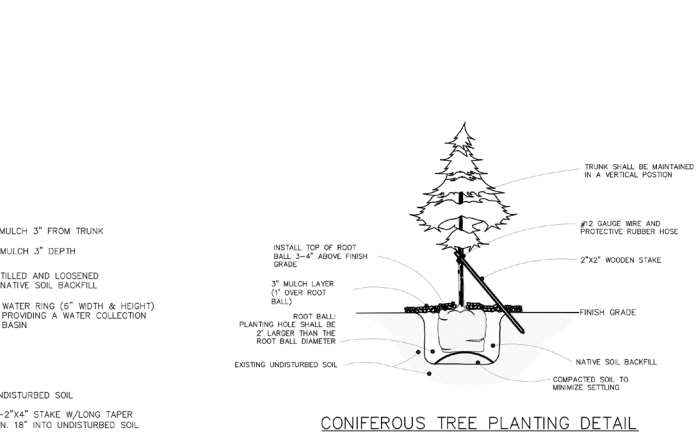 MULCH 3" FROM TRUNK
MULCH 3" DEPTH
TILLED AND LOOSENED
NATIVE SOIL BACKFILL
WATER RING (6" WIDTH & HEIGHT)
PROVIDING A WATER COLLECTION
BASIN
NDISTURBED SOIL
-2"X4" STAKE W/LONG TAPER
N. 18" INTO UNDISTURBED SOIL
INSTALL TOP OF ROOT
BALL 3-4" ABOVE FINISH
GRADE
3" MULCH LAYER
(1" OVER ROOT
BALL)
ROOT BALL:
PLANTING HOLE SHALL BE
2' LARGER THAN THE
ROOT BALL DIAMETER
EXISTING UNDISTURBED SOIL
TRUNK SHALL BE MAINTAINED
IN A VERTICAL POSTION
#12 GAUGE WIRE AND
PROTECTIVE RUBBER HOSE
2"X2" WOODEN STAKE
FINISH GRADE
NATIVE SOIL BACKFILL
COMPACTED SOIL TO
MINIMIZE SETTLING
CONIFEROUS TREE PLANTING DETAIL